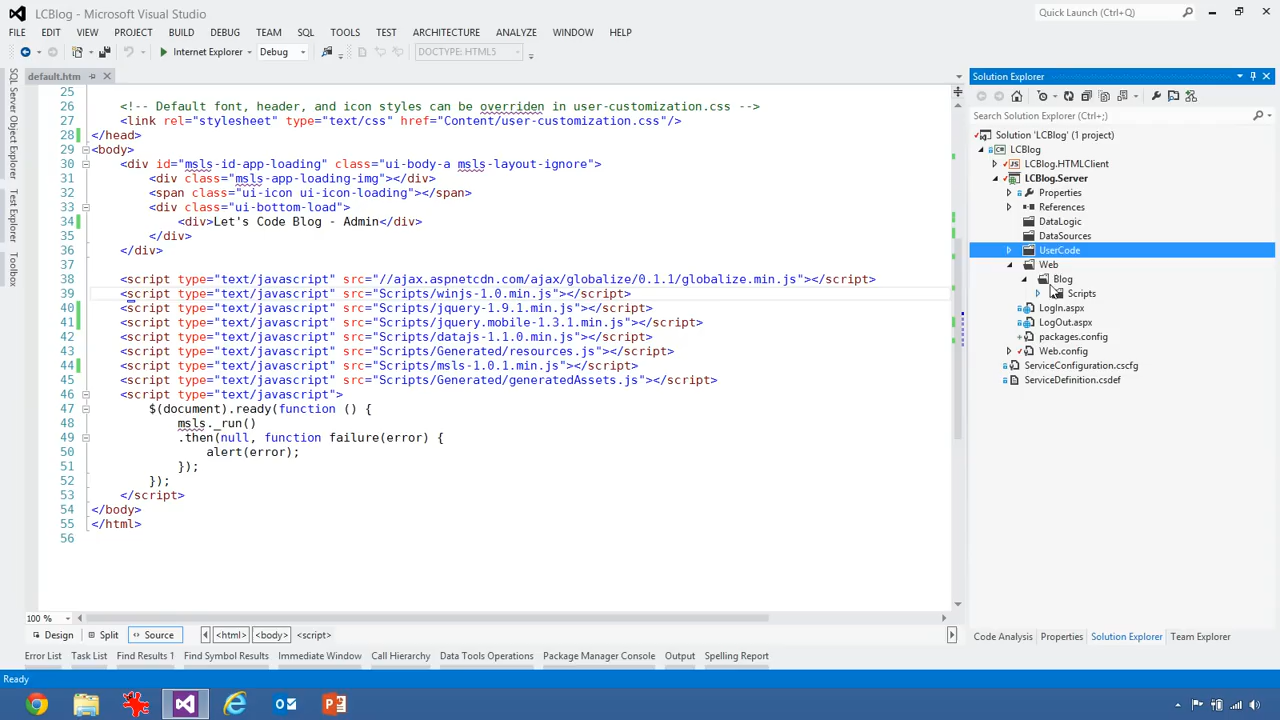 LCBlog - Microsoft Visual Studio
Quick Launch (Ctrl+Q)
FILE EDIT VIEW PROJECT BUILD DEBUG TEAM SQL TOOLS TEST ARCHITECTURE ANALYZE WINDOW HELP
Internet Explorer Debug DOCTYPE: HTML5
SQL Server Object Explorer
Test Explorer
Toolbox
default.htm
25
26 <!-- Default font, header, and icon styles can be overriden in user-customization.css -->
27 <link rel="stylesheet" type="text/css" href="Content/user-customization.css"/>
28 </head>
29 <body>
30 <div id="msls-id-app-loading" class="ui-body-a msls-layout-ignore">
31 <div class="msls-app-loading-img"></div>
32 <span class="ui-icon ui-icon-loading"></span>
33 <div class="ui-bottom-load">
34 <div>Let's Code Blog - Admin</div>
35 </div>
36 </div>
37
38 <script type="text/javascript" src="//ajax.aspnetcdn.com/ajax/globalize/0.1.1/globalize.min.js"></script>
39 <script type="text/javascript" src="Scripts/winjs-1.0.min.js"></script>
40 <script type="text/javascript" src="Scripts/jquery-1.9.1.min.js"></script>
41 <script type="text/javascript" src="Scripts/jquery.mobile-1.3.1.min.js"></script>
42 <script type="text/javascript" src="Scripts/datajs-1.1.0.min.js"></script>
43 <script type="text/javascript" src="Scripts/Generated/resources.js"></script>
44 <script type="text/javascript" src="Scripts/msls-1.0.1.min.js"></script>
45 <script type="text/javascript" src="Scripts/Generated/generatedAssets.js"></script>
46 <script type="text/javascript">
47 $(document).ready(function () {
48 msls._run()
49 .then(null, function failure(error) {
50 alert(error);
51 });
52 });
53 </script>
54 </body>
55 </html>
56
100 %
Design Split Source <html> <body> <script>
Solution Explorer
Search Solution Explorer (Ctrl+;)
Solution 'LCBlog' (1 project)
LCBlog
LCBlog.HTMLClient
LCBlog.Server
Properties
References
DataLogic
DataSources
UserCode
Web
Blog
Scripts
LogIn.aspx
LogOut.aspx
packages.config
Web.config
ServiceConfiguration.cscfg
ServiceDefinition.csdef
Code Analysis Properties Solution Explorer Team Explorer
Error List Task List Find Results 1 Find Symbol Results Immediate Window Call Hierarchy Data Tools Operations Package Manager Console Output Spelling Report
Ready